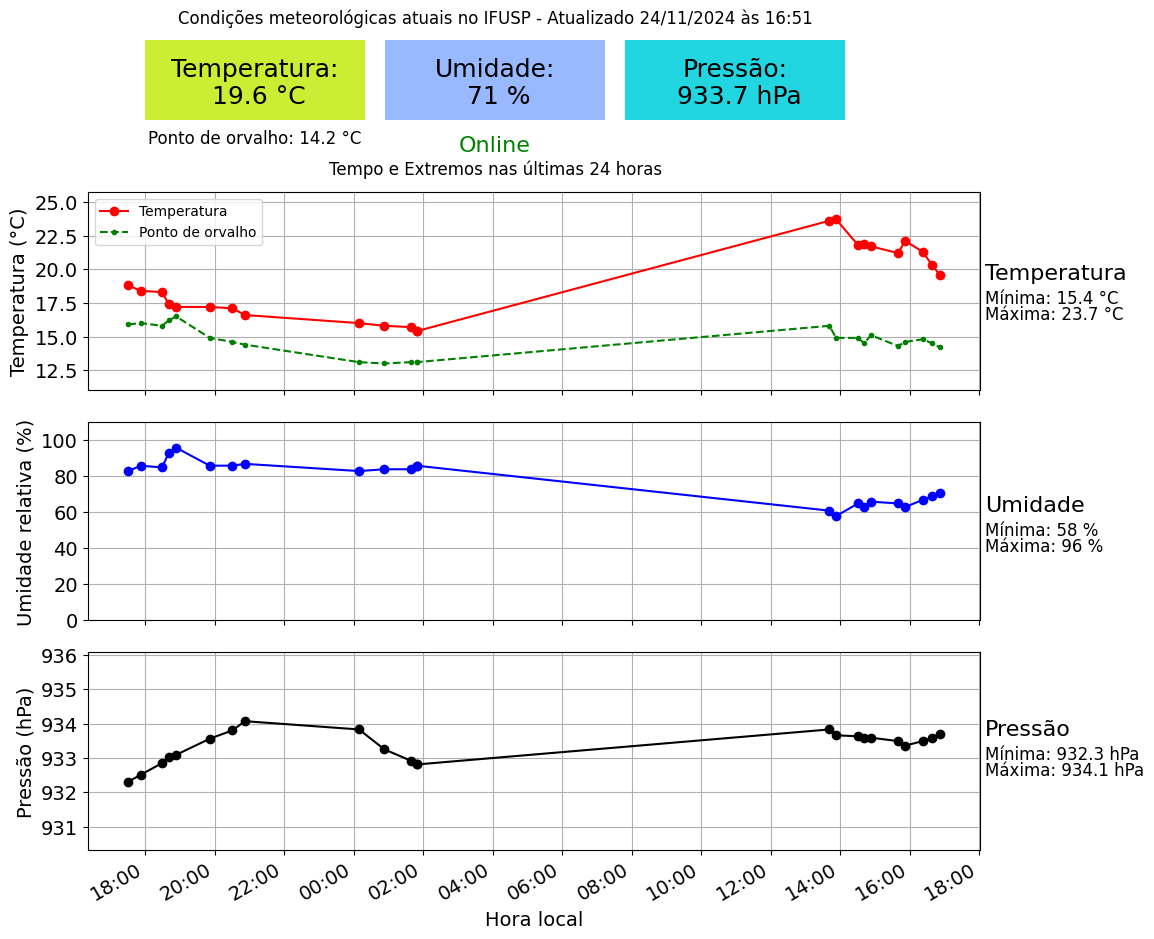 Condições meteorológicas atuais no IFUSP - Atualizado 24/11/2024 às 16:51
Temperatura:
19.6 °C
Umidade:
71 %
Pressão:
933.7 hPa
Ponto de orvalho: 14.2 °C
Online
Tempo e Extremos nas últimas 24 horas
Temperatura (°C)
25.0
22.5
20.0
17.5
15.0
12.5
Temperatura
Ponto de orvalho
Temperatura
Mínima: 15.4 °C
Máxima: 23.7 °C
Umidade relativa (%)
100
80
60
40
20
0
Umidade
Mínima: 58 %
Máxima: 96 %
Pressão (hPa)
936
935
934
933
932
931
Pressão
Mínima: 932.3 hPa
Máxima: 934.1 hPa
18:00 20:00 22:00 00:00 02:00 04:00 06:00 08:00 10:00 12:00 14:00 16:00 18:00
Hora local